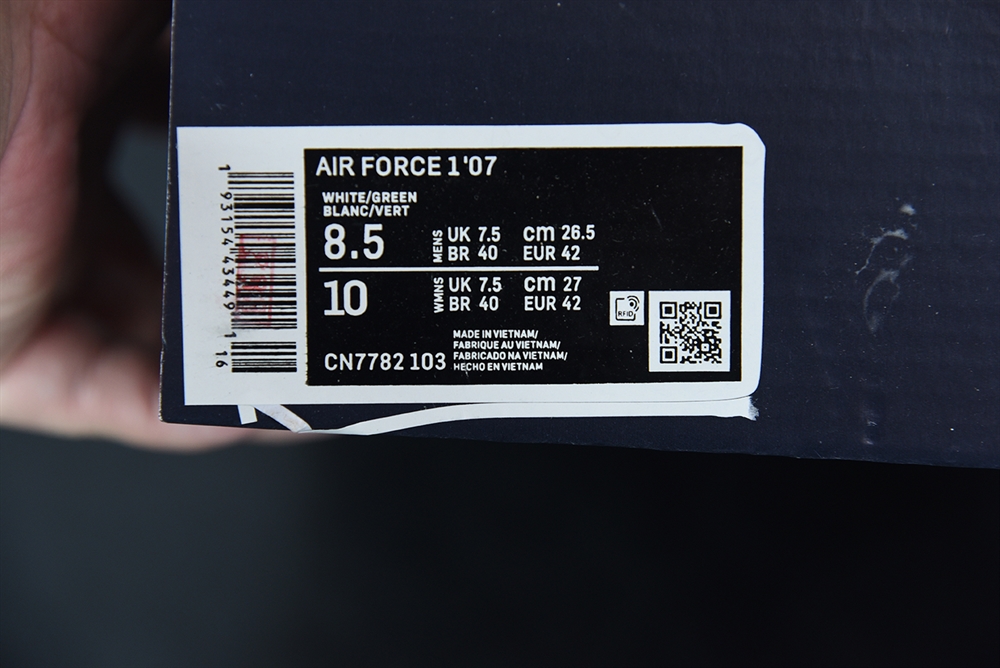 AIR FORCE 1'07
WHITE/GREEN
BLANC/VERT
8.5 MENS UK 7.5 cm 26.5
BR 40 EUR 42
10 WMNS UK 7.5 cm 27
BR 40 EUR 42
RFID
CN7782 103
MADE IN VIETNAM/
FABRIQUE AU VIETNAM/
FABRICADO NA VIETNAM/
HECHO EN VIETNAM
1 93154 43449 1 16